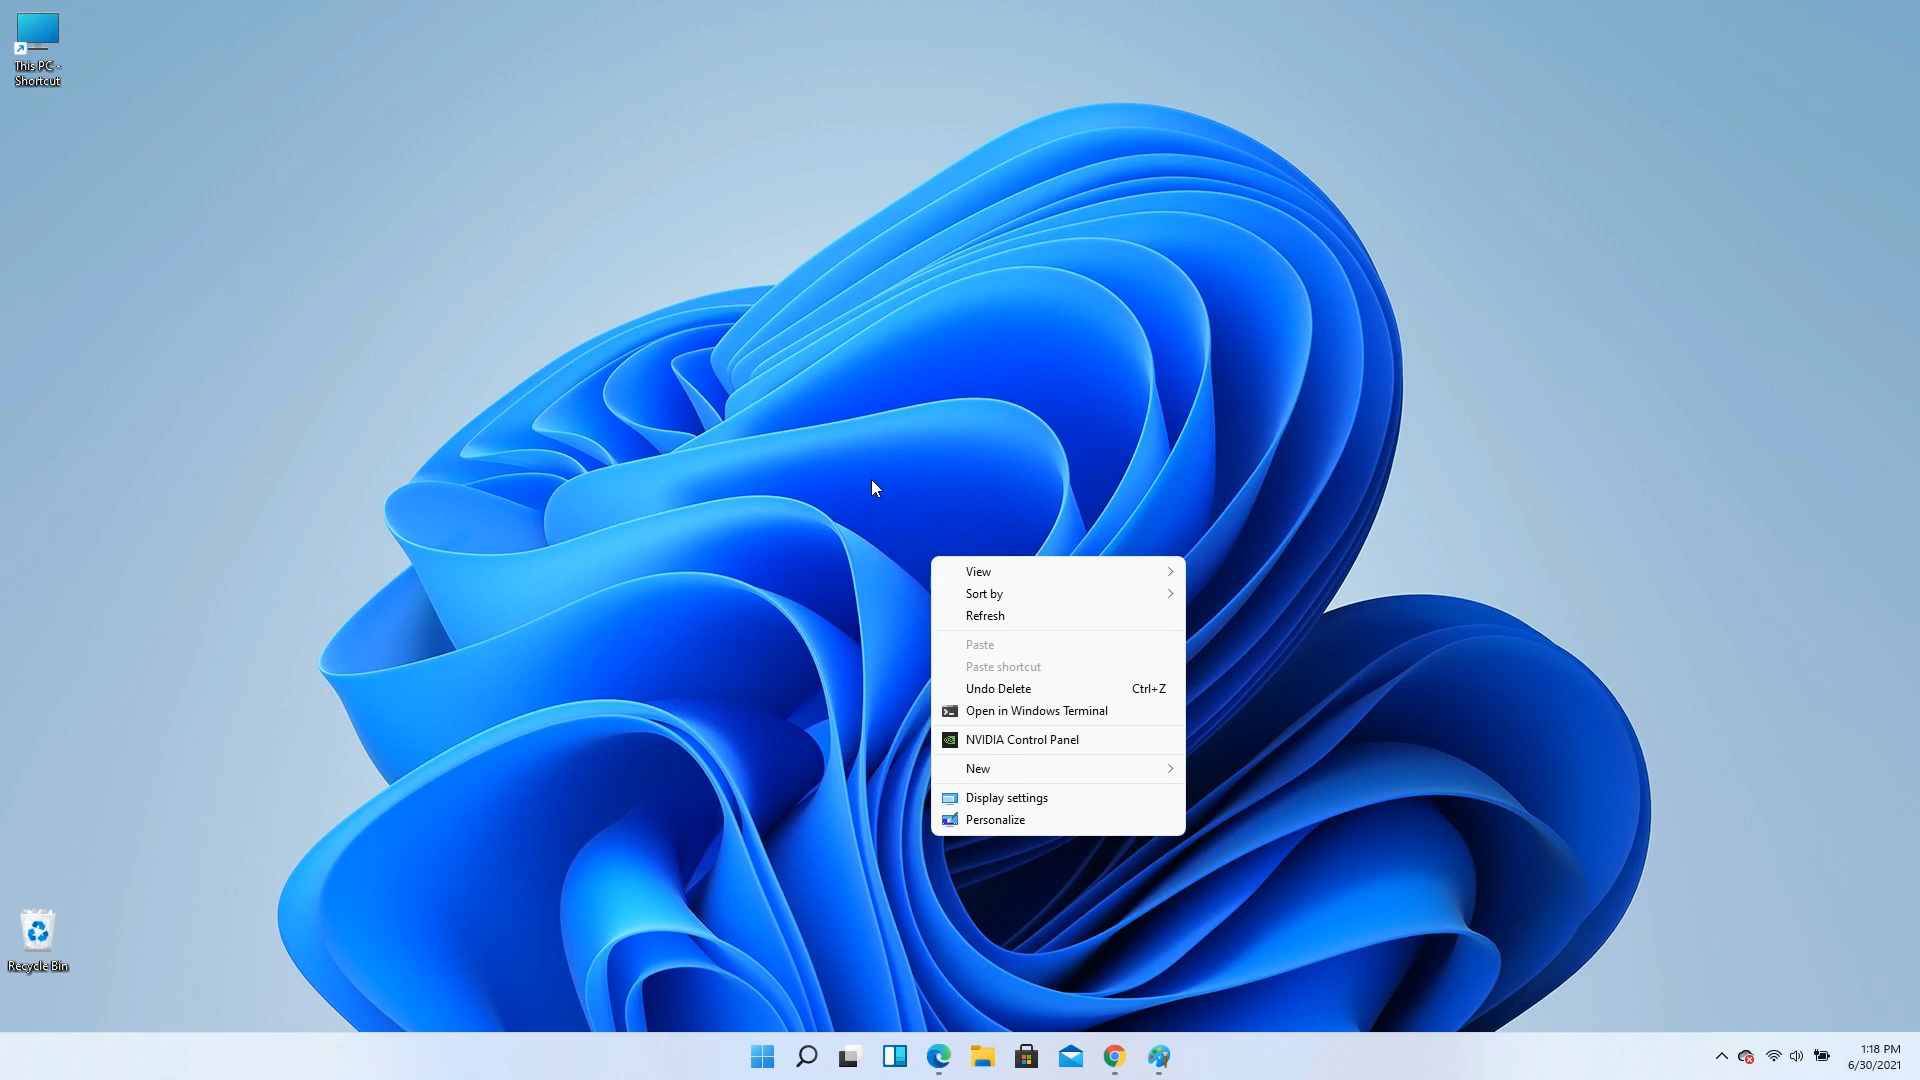 This PC -
Shortcut
View
Sort by
Refresh
Paste
Paste shortcut
Undo Delete Ctrl+Z
Open in Windows Terminal
NVIDIA Control Panel
New
Display settings
Personalize
Recycle Bin
1:18 PM
6/30/2021